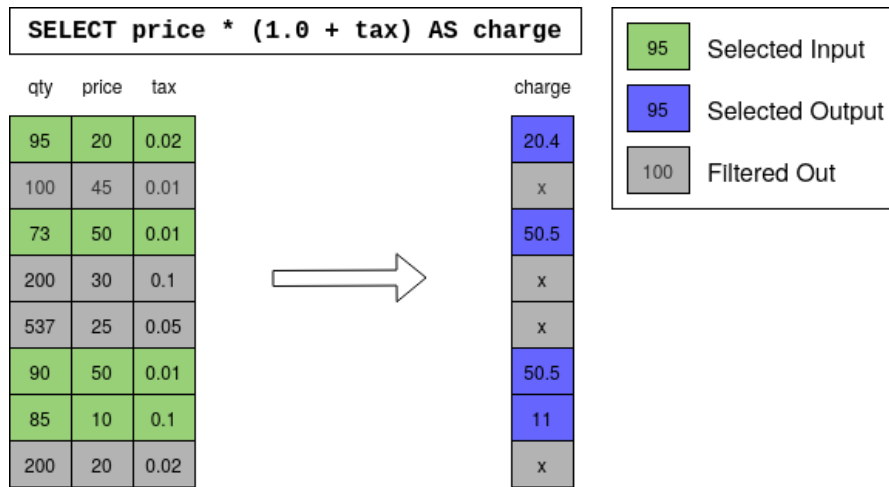 SELECT price * (1.0 + tax) AS charge
qty price tax
95 20 0.02
100 45 0.01
73 50 0.01
200 30 0.1
537 25 0.05
90 50 0.01
85 10 0.1
200 20 0.02
charge
20.4
x
50.5
x
x
50.5
11
x
95 Selected Input
95 Selected Output
100 Filtered Out